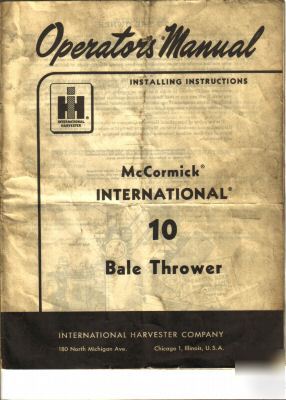 Operator's Manual
INSTALLING INSTRUCTIONS
IH
INTERNATIONAL
HARVESTER
McCormick®
INTERNATIONAL®
10
Bale Thrower
INTERNATIONAL HARVESTER COMPANY
180 North Michigan Ave. Chicago 1, Illinois, U.S.A.